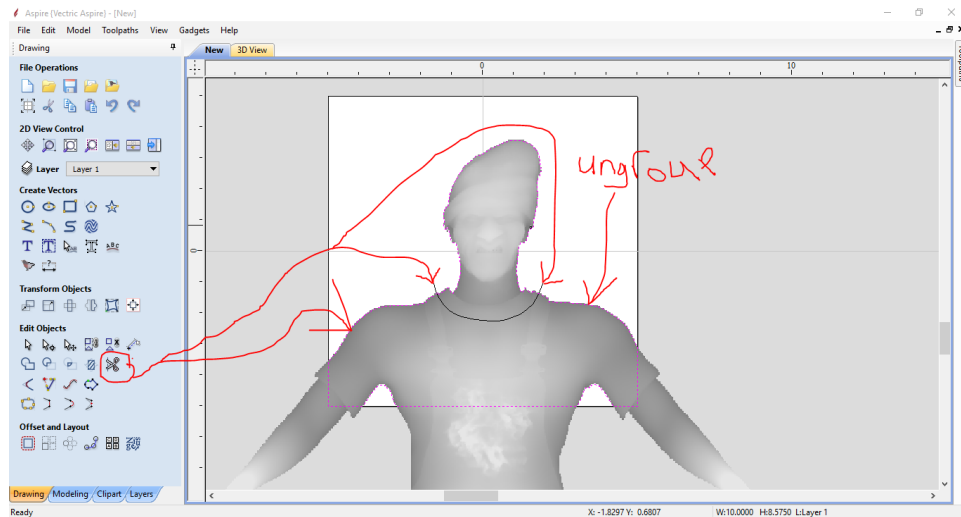 Aspire [Vectric Aspire] - [New]
File Edit Model Toolpaths View Gadgets Help
Drawing
New 3D View
File Operations
0 10
2D View Control
Layer Layer 1
ungroup
Create Vectors
Transform Objects
Edit Objects
Offset and Layout
Drawing Modeling Clipart Layers
Ready X: -1.8297 Y: 0.6807 W:10.0000 H:8.5750 L:Layer 1